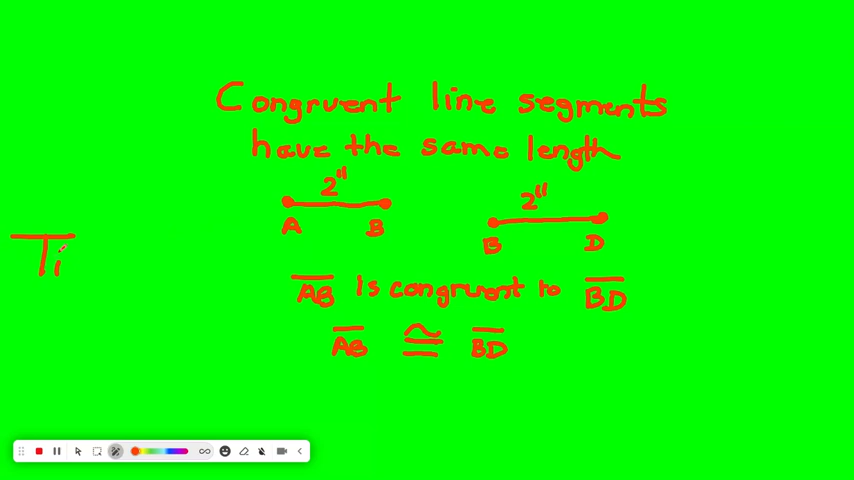 Congruent line segments
have the same length
2" 2"
A B B D
Ti
AB is congruent to BD
AB ≅ BD